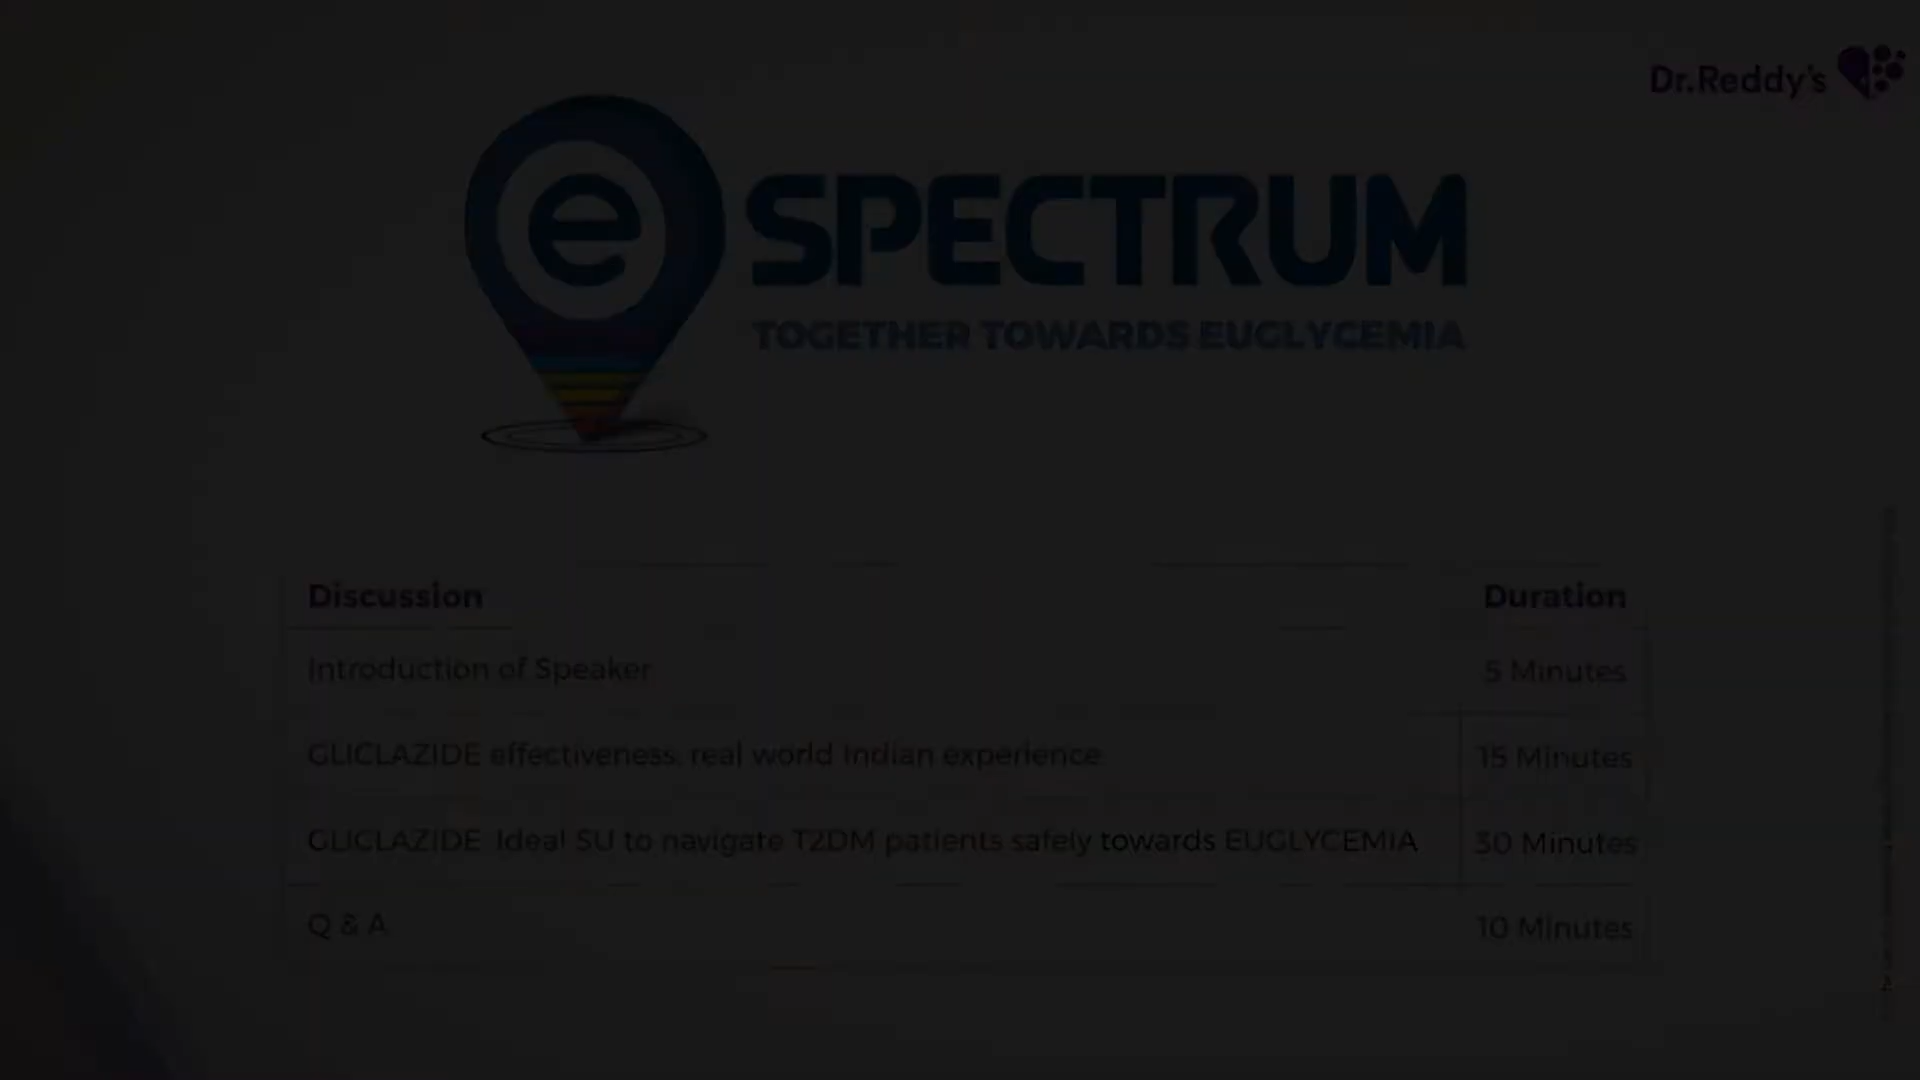 Dr.Reddy's
e SPECTRUM
TOGETHER TOWARDS EUGLYCEMIA
Discussion Duration
Introduction of Speaker 5 Minutes
GLICLAZIDE effectiveness, real world Indian experience 15 Minutes
GLICLAZIDE Ideal SU to navigate T2DM patients safely towards EUGLYCEMIA 30 Minutes
Q & A 10 Minutes